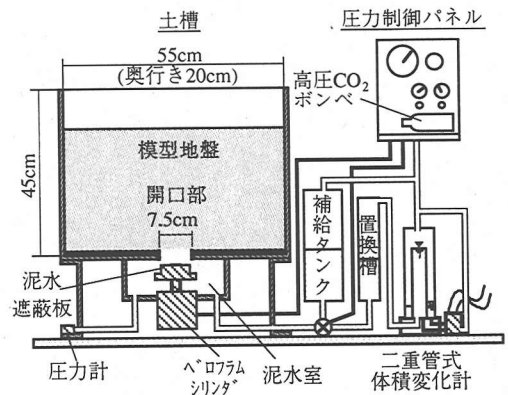 土槽
圧力制御パネル
55cm
(奥行き20cm)
高圧CO₂
ボンベ
45cm
模型地盤
開口部
7.5cm
補給タンク
置換槽
泥水
遮蔽板
圧力計
ﾍﾞﾛﾌﾗﾑ
ｼﾘﾝﾀﾞ
泥水室
二重管式
体積変化計